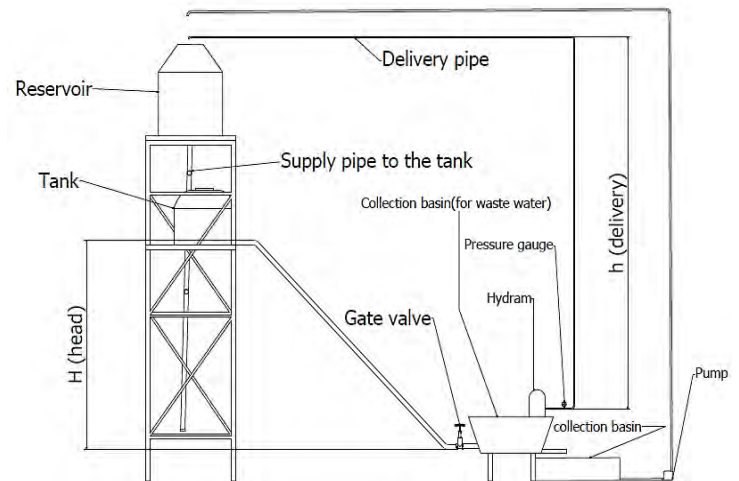 Delivery pipe
Reservoir
Supply pipe to the tank
Tank
Collection basin(for waste water)
h (delivery)
Pressure gauge
Hydram
Gate valve
H (head)
Pump
collection basin